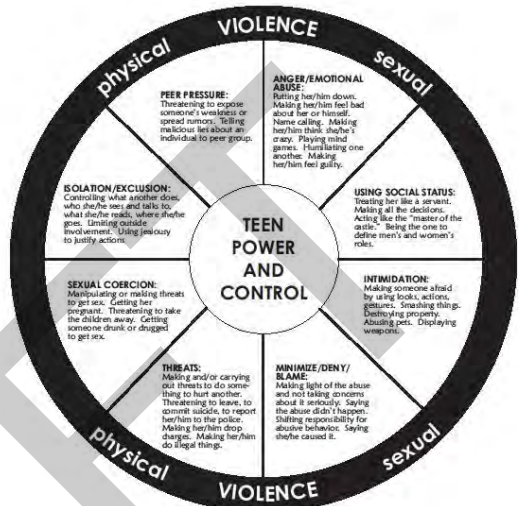 physical
VIOLENCE
sexual
PEER PRESSURE:
Threatening to expose
someone's weakness or
spread rumors. Telling
malicious lies about an
individual to peer group.
ANGER/EMOTIONAL
ABUSE:
Putting her/him down.
Making her/him feel bad
about her or himself.
Name calling. Making
her/him think she/he's
crazy. Playing mind
games. Humiliating one
another. Making
her/him feel guilty.
ISOLATION/EXCLUSION:
Controlling what another does,
who she/he sees and talks to,
what she/he reads, where she/he
goes. Limiting outside
involvement. Using jealousy
to justify actions
USING SOCIAL STATUS:
Treating her like a servant.
Making all the decisions.
Acting like the "master of the
castle." Being the one to
define men's and women's
roles.
TEEN
POWER
AND
CONTROL
SEXUAL COERCION:
Manipulating or making threats
to get sex. Getting her
pregnant. Threatening to take
the children away. Getting
someone drunk or drugged
to get sex.
INTIMIDATION:
Making someone afraid
by using looks, actions,
gestures. Smashing things.
Destroying property.
Abusing pets. Displaying
weapons.
THREATS:
Making and/or carrying
out threats to do some-
thing to hurt another.
Threatening to leave, to
commit suicide, to report
her/him to the police.
Making her/him drop
charges. Making her/him
do illegal things.
MINIMIZE/DENY/
BLAME:
Making light of the abuse
and not taking concerns
about it seriously. Saying
the abuse didn't happen.
Shifting responsibility for
abusive behavior. Saying
she/he caused it.
physical
VIOLENCE
sexual